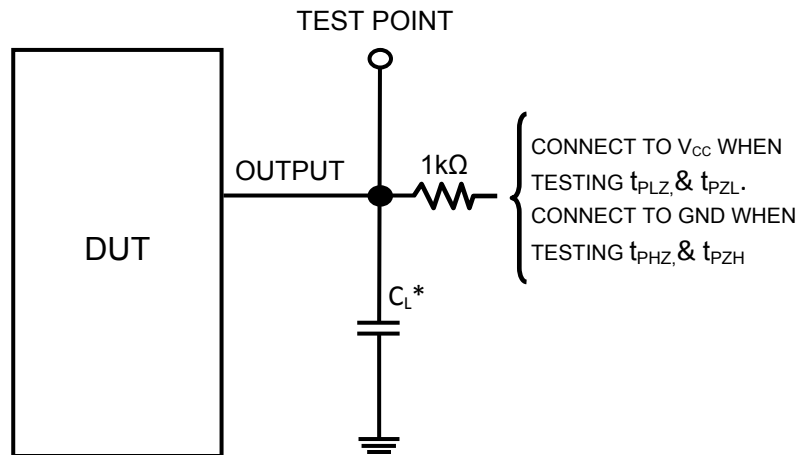 TEST POINT
OUTPUT
1kΩ
DUT
CONNECT TO VCC WHEN
TESTING tPLZ,& tPZL.
CONNECT TO GND WHEN
TESTING tPHZ,& tPZH
CL*